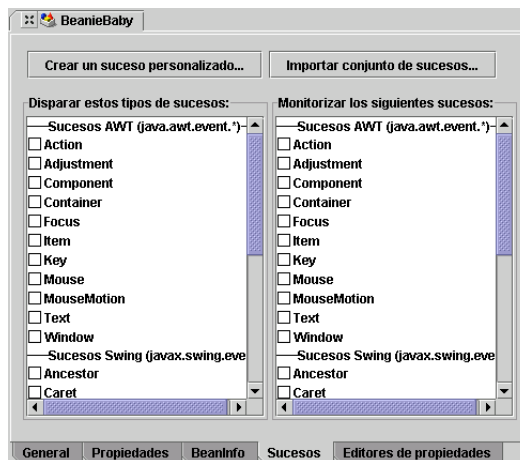 BeanieBaby
Crear un suceso personalizado...
Importar conjunto de sucesos...
Disparar estos tipos de sucesos:
Sucesos AWT (java.awt.event.*)
Action
Adjustment
Component
Container
Focus
Item
Key
Mouse
MouseMotion
Text
Window
Sucesos Swing (javax.swing.eve
Ancestor
Caret
Monitorizar los siguientes sucesos:
Sucesos AWT (java.awt.event.*)
Action
Adjustment
Component
Container
Focus
Item
Key
Mouse
MouseMotion
Text
Window
Sucesos Swing (javax.swing.eve
Ancestor
Caret
General Propiedades BeanInfo Sucesos Editores de propiedades